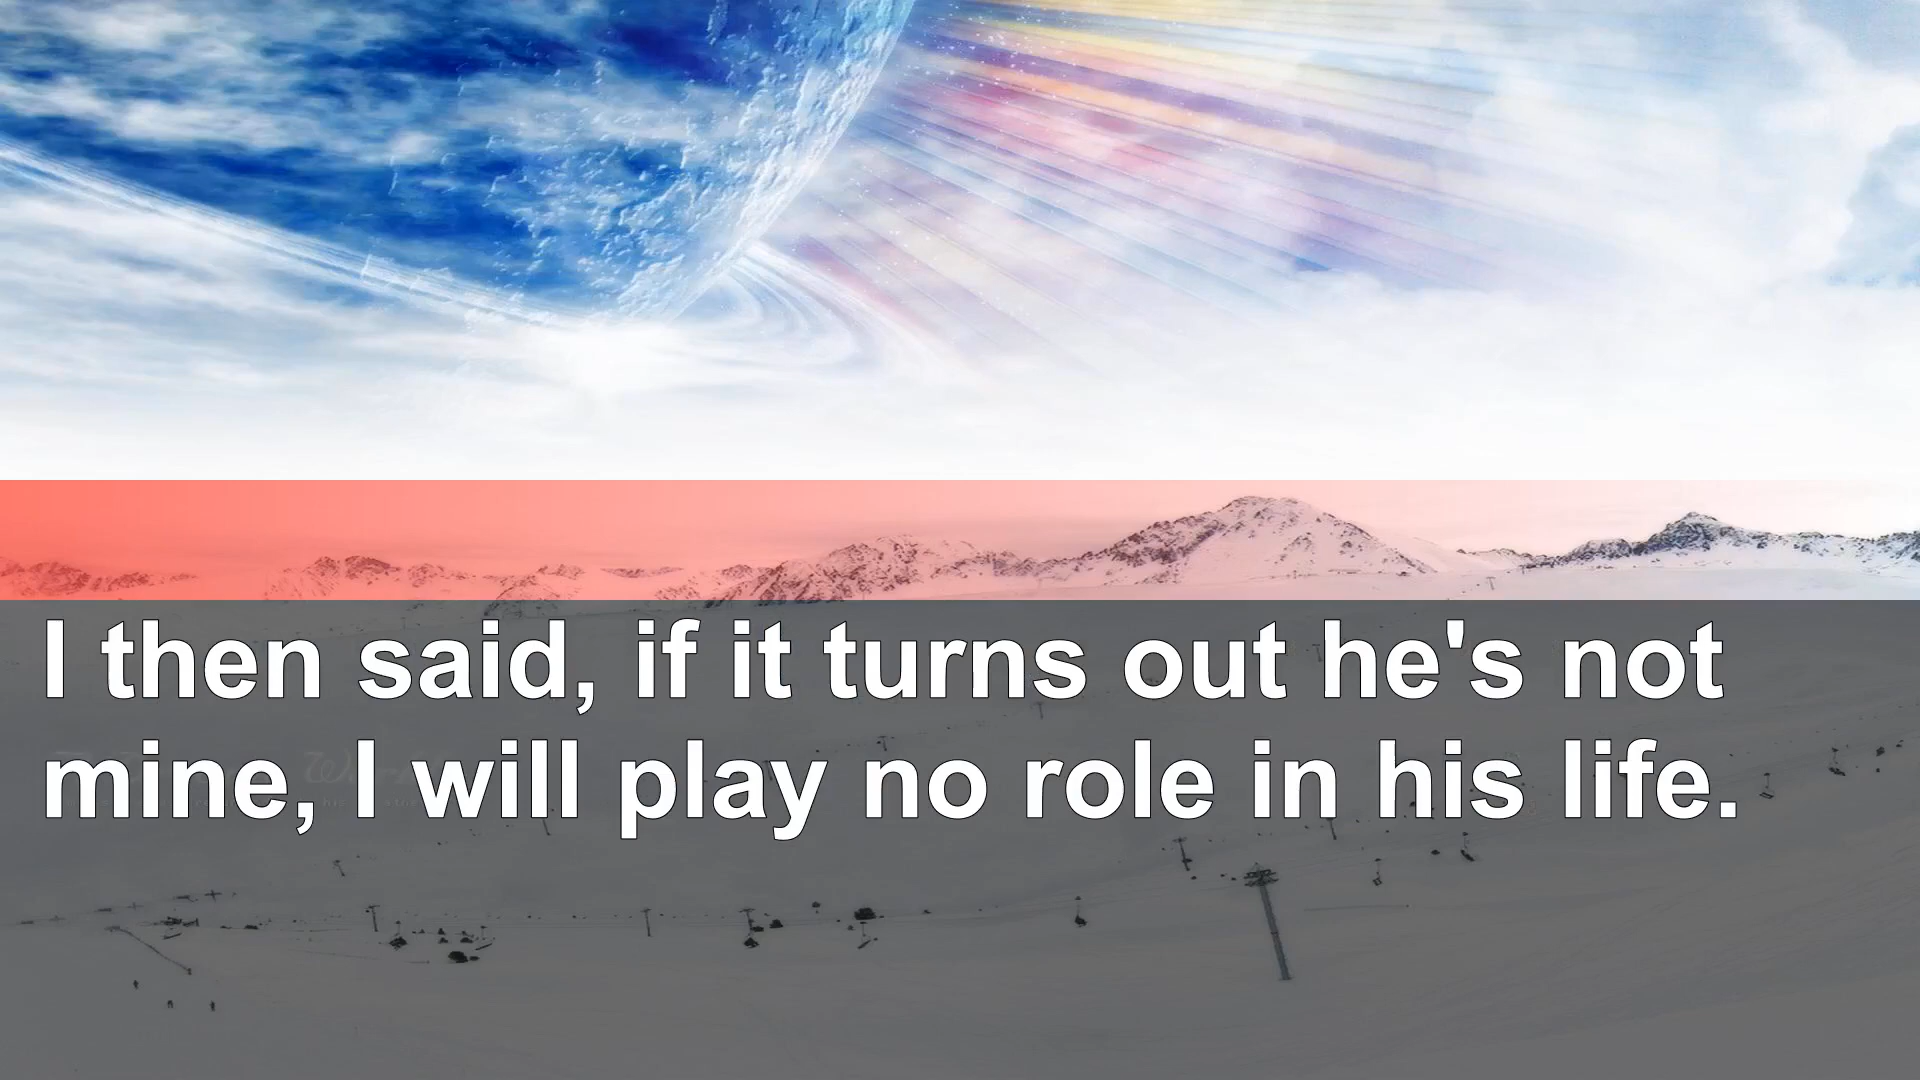 I then said, if it turns out he's not
mine, I will play no role in his life.